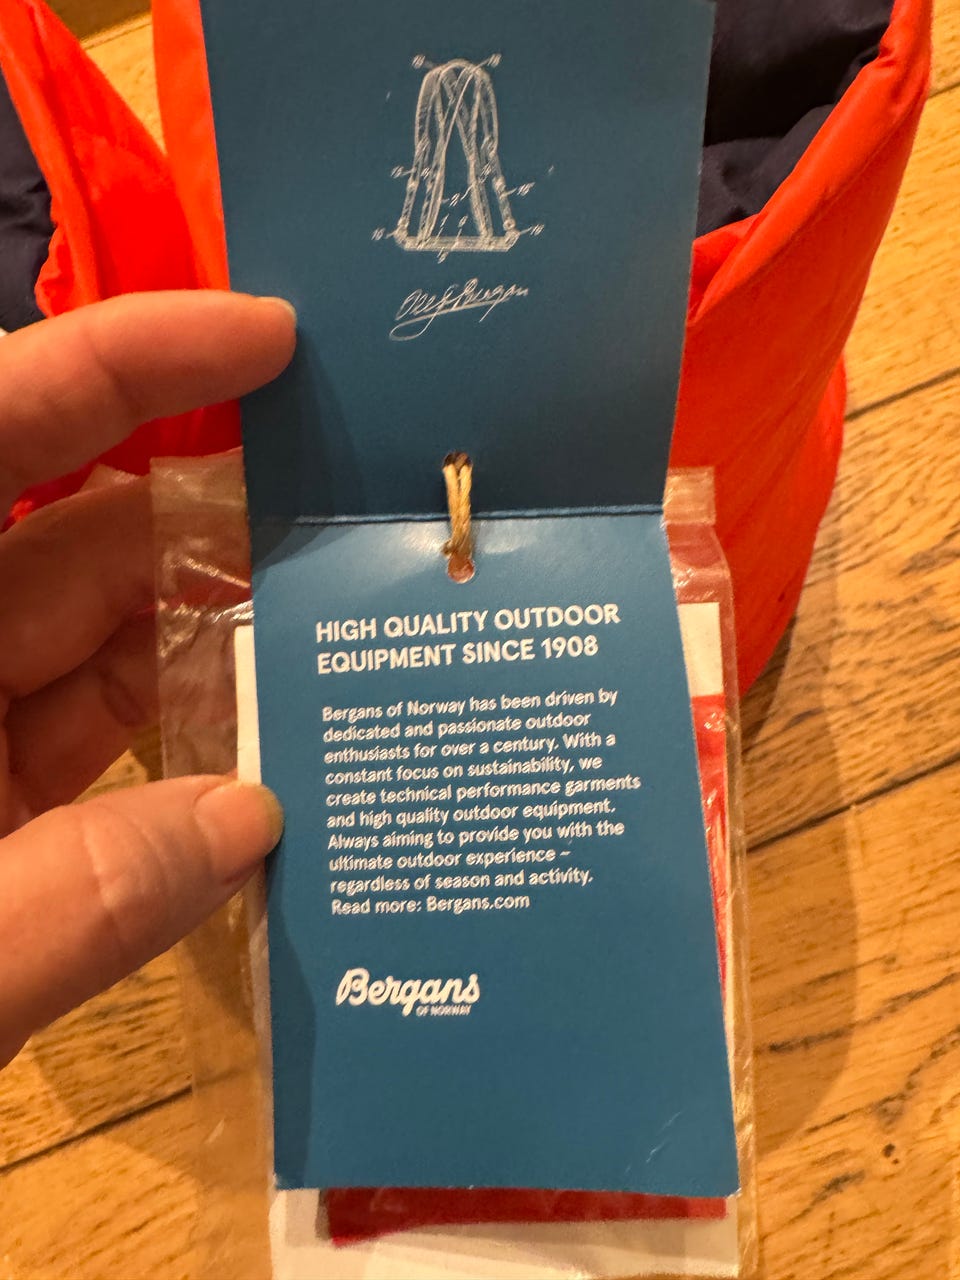 HIGH QUALITY OUTDOOR
EQUIPMENT SINCE 1908
Bergans of Norway has been driven by
dedicated and passionate outdoor
enthusiasts for over a century. With a
constant focus on sustainability, we
create technical performance garments
and high quality outdoor equipment.
Always aiming to provide you with the
ultimate outdoor experience –
regardless of season and activity.
Read more: Bergans.com
Bergans
OF NORWAY